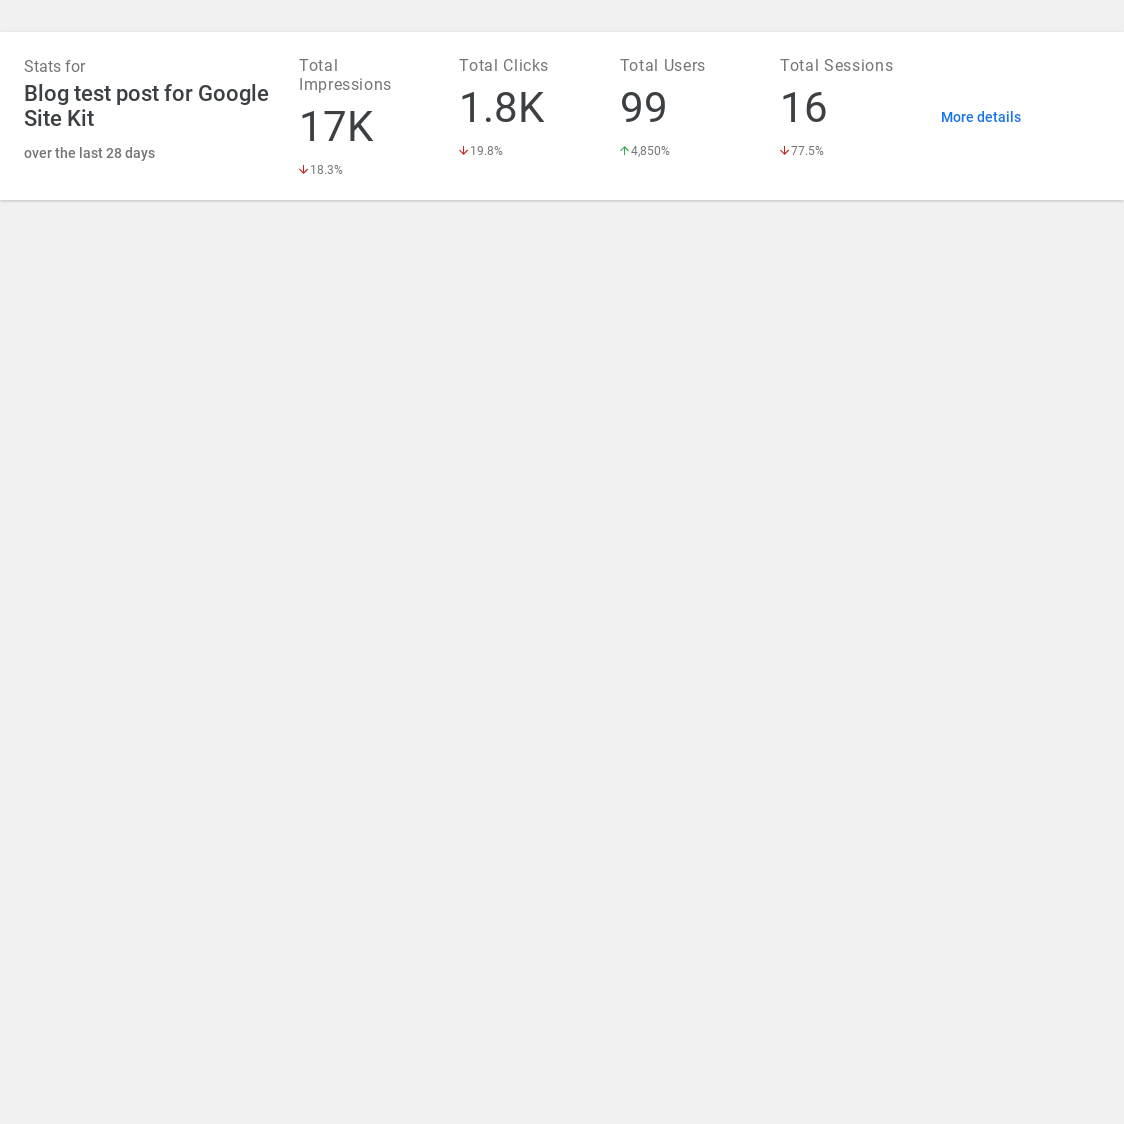 Stats for
Blog test post for Google
Site Kit
over the last 28 days
Total
Impressions
17K
18.3%
Total Clicks
1.8K
19.8%
Total Users
99
4,850%
Total Sessions
16
77.5%
More details